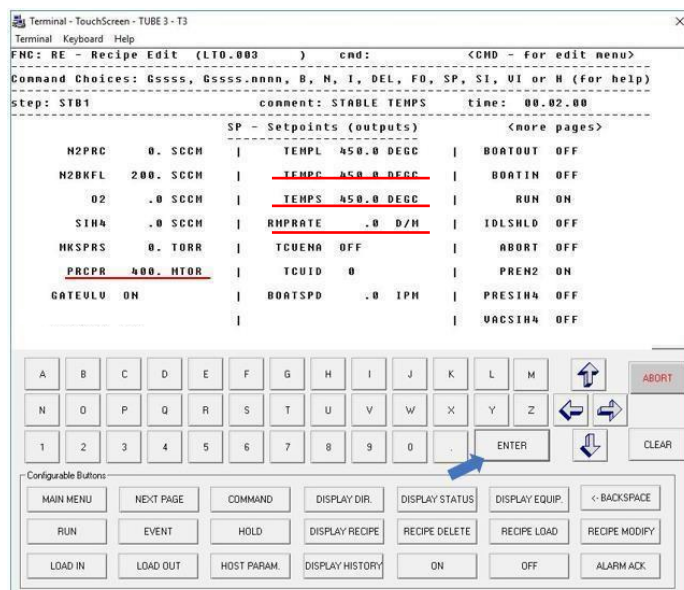 Terminal - TouchScreen - TUBE 3 - T3
Terminal Keyboard Help
FNC: RE - Recipe Edit (LTO.003 ) cmd: <CMD - for edit menu>
Command Choices: Gssss, Gssss.nnnn, B, N, I, DEL, FO, SP, SI, VI or H (for help)
step: STB1 comment: STABLE TEMPS time: 00.02.00
SP - Setpoints (outputs) <more pages>
N2PRC 0. SCCM | TEMPL 450.0 DEGC | BOATOUT OFF
N2BKFL 200. SCCM | TEMPC 450.0 DEGC | BOATIN OFF
O2 .0 SCCM | TEMPS 450.0 DEGC | RUN ON
SIH4 .0 SCCM | RMPRATE .0 D/M | IDLSHLD OFF
MKSPRS 0. TORR | TCUENA OFF | ABORT OFF
PRCPR 400. MTOR | TCUID 0 | PREN2 ON
GATEVLV ON | BOATSPD .0 IPM | PRESIH4 OFF
| | VACSIH4 OFF
A B C D E F G H I J K L M ABORT
N O P Q R S T U V W X Y Z
1 2 3 4 5 6 7 8 9 0 . ENTER CLEAR
Configurable Buttons
MAIN MENU NEXT PAGE COMMAND DISPLAY DIR. DISPLAY STATUS DISPLAY EQUIP. <- BACKSPACE
RUN EVENT HOLD DISPLAY RECIPE RECIPE DELETE RECIPE LOAD RECIPE MODIFY
LOAD IN LOAD OUT HOST PARAM. DISPLAY HISTORY ON OFF ALARM ACK